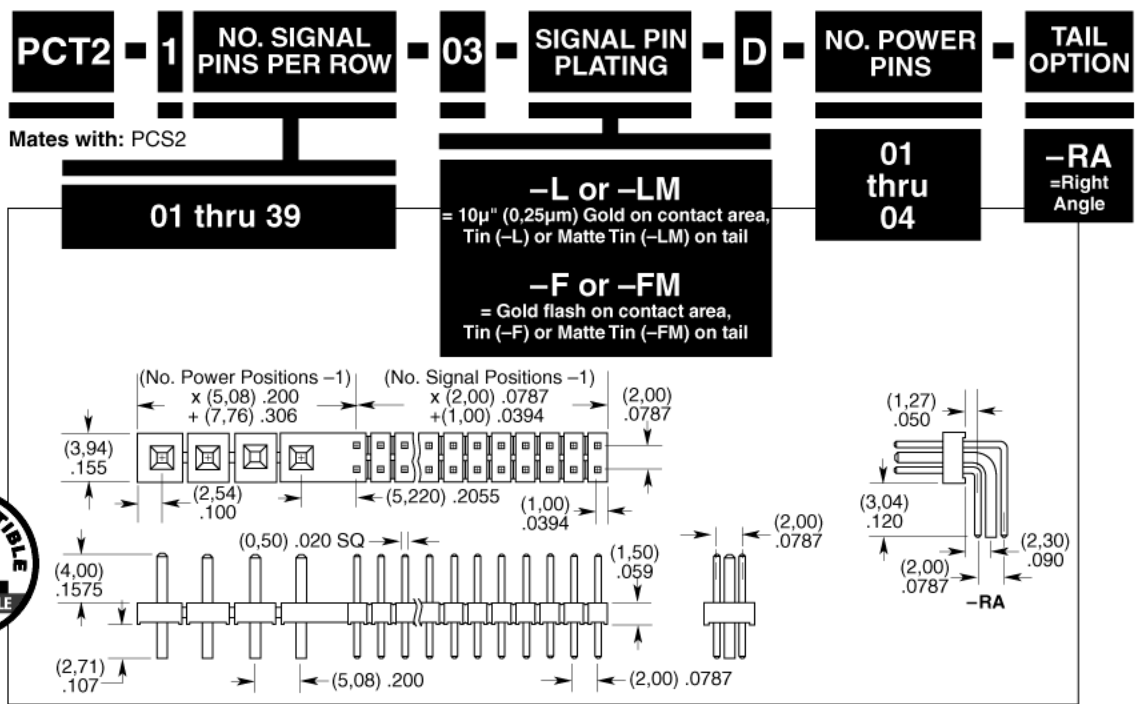 PCT2 - 1 NO. SIGNAL PINS PER ROW - 03 - SIGNAL PIN PLATING - D - NO. POWER PINS - TAIL OPTION
Mates with: PCS2
01 thru 39
–L or –LM
= 10µ" (0,25µm) Gold on contact area,
Tin (–L) or Matte Tin (–LM) on tail
–F or –FM
= Gold flash on contact area,
Tin (–F) or Matte Tin (–FM) on tail
01
thru
04
–RA
=Right
Angle
(No. Power Positions –1)
x (5,08) .200
+ (7,76) .306
(No. Signal Positions –1)
x (2,00) .0787
+(1,00) .0394
(2,00)
.0787
(3,94)
.155
(2,54)
.100
(5,220) .2055
(1,00)
.0394
(1,27)
.050
(3,04)
.120
(2,00)
.0787
(2,30)
.090
–RA
(0,50) .020 SQ
(4,00)
.1575
(1,50)
.059
(2,00)
.0787
(2,71)
.107
(5,08) .200
(2,00) .0787